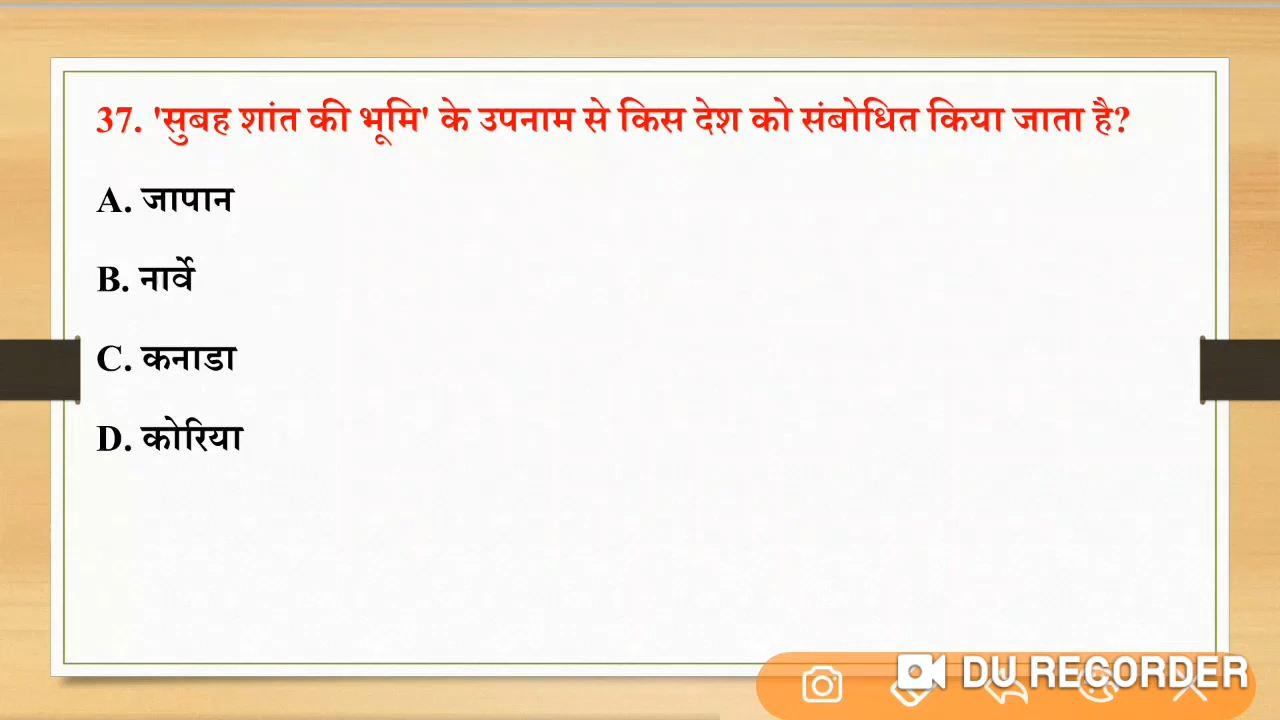 37. 'सुबह शांत की भूमि' के उपनाम से किस देश को संबोधित किया जाता है?
A. जापान
B. नार्वे
C. कनाडा
D. कोरिया
DU RECORDER